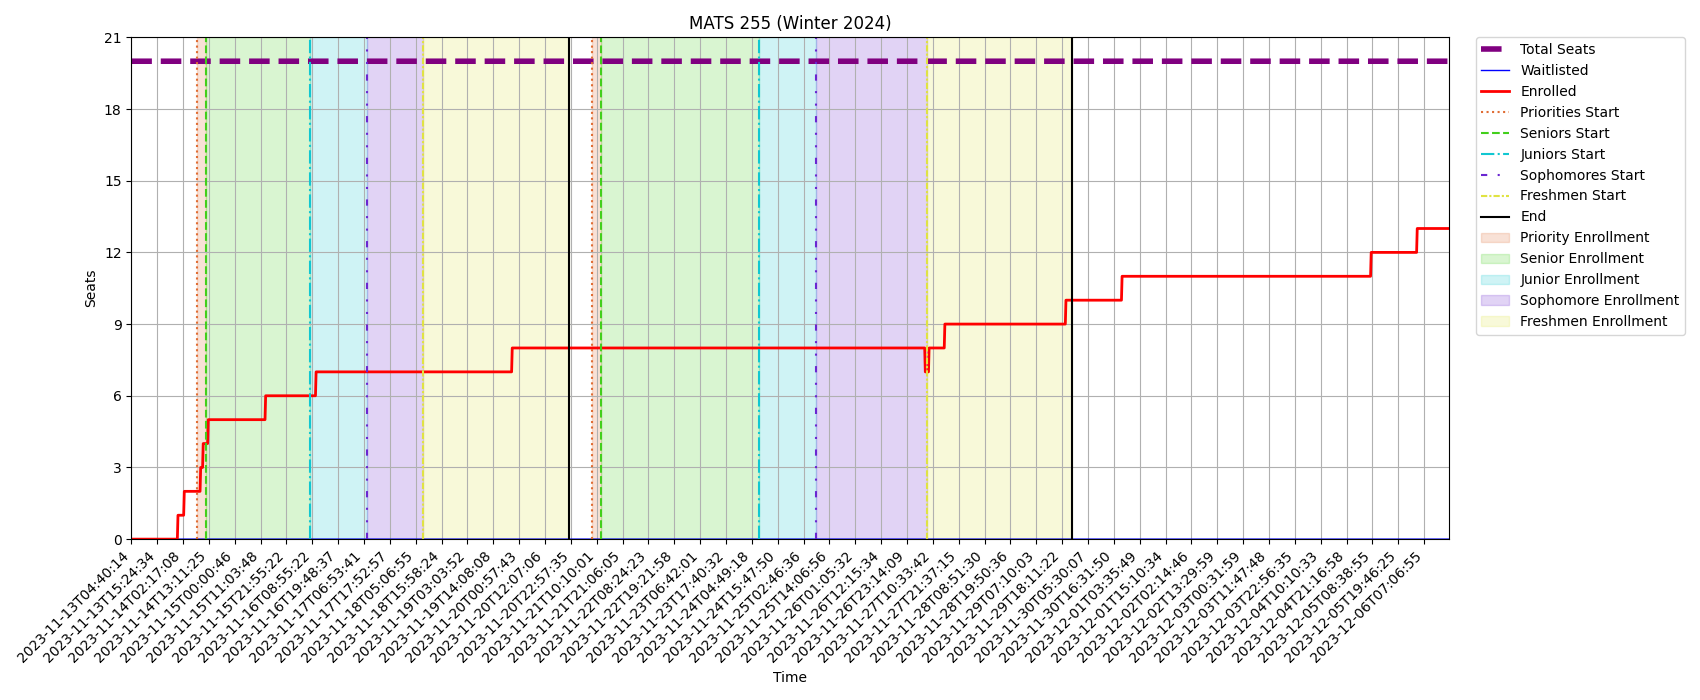 MATS 255 (Winter 2024)
21
18
15
12
9
6
3
0
Seats
2023-11-13T04:40:14
2023-11-13T15:24:34
2023-11-14T02:17:08
2023-11-14T13:11:25
2023-11-15T00:00:46
2023-11-15T11:03:48
2023-11-15T21:55:22
2023-11-16T08:55:22
2023-11-16T19:48:37
2023-11-17T06:53:41
2023-11-17T17:52:57
2023-11-18T05:06:55
2023-11-18T15:58:24
2023-11-19T03:03:52
2023-11-19T14:08:08
2023-11-20T00:57:43
2023-11-20T12:07:06
2023-11-20T22:57:35
2023-11-21T10:10:01
2023-11-21T21:06:05
2023-11-22T08:24:23
2023-11-22T19:21:58
2023-11-23T06:42:01
2023-11-23T17:40:32
2023-11-24T04:49:18
2023-11-24T15:47:50
2023-11-25T02:46:36
2023-11-25T14:06:56
2023-11-26T01:05:32
2023-11-26T12:15:34
2023-11-26T23:14:09
2023-11-27T10:33:42
2023-11-27T21:37:15
2023-11-28T08:51:30
2023-11-28T19:50:36
2023-11-29T07:10:03
2023-11-29T18:11:22
2023-11-30T05:30:07
2023-11-30T16:31:50
2023-12-01T03:35:49
2023-12-01T15:10:34
2023-12-02T02:14:46
2023-12-02T13:29:59
2023-12-03T00:31:59
2023-12-03T11:47:48
2023-12-03T22:56:35
2023-12-04T10:10:33
2023-12-04T21:16:58
2023-12-05T08:38:55
2023-12-05T19:46:25
2023-12-06T07:06:55
Time
Total Seats
Waitlisted
Enrolled
Priorities Start
Seniors Start
Juniors Start
Sophomores Start
Freshmen Start
End
Priority Enrollment
Senior Enrollment
Junior Enrollment
Sophomore Enrollment
Freshmen Enrollment